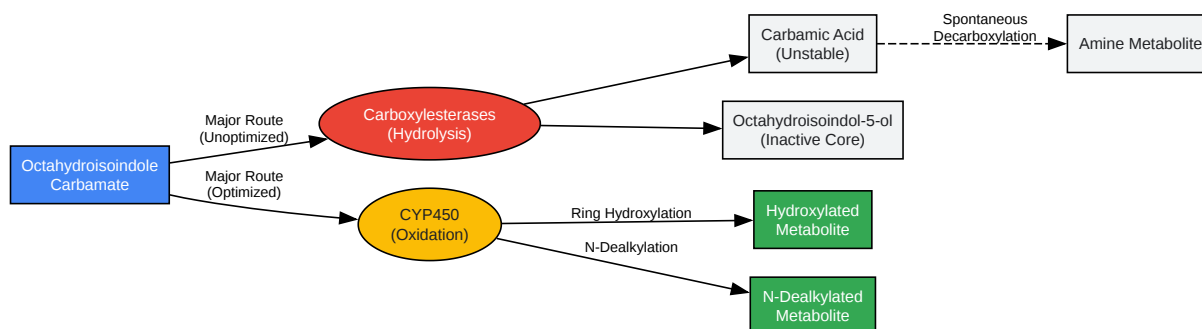 Octahydroisoindole
Carbamate
Major Route
(Unoptimized)
Major Route
(Optimized)
Carboxylesterases
(Hydrolysis)
CYP450
(Oxidation)
Carbamic Acid
(Unstable)
Spontaneous
Decarboxylation
Amine Metabolite
Octahydroisoindol-5-ol
(Inactive Core)
Ring Hydroxylation
Hydroxylated
Metabolite
N-Dealkylation
N-Dealkylated
Metabolite